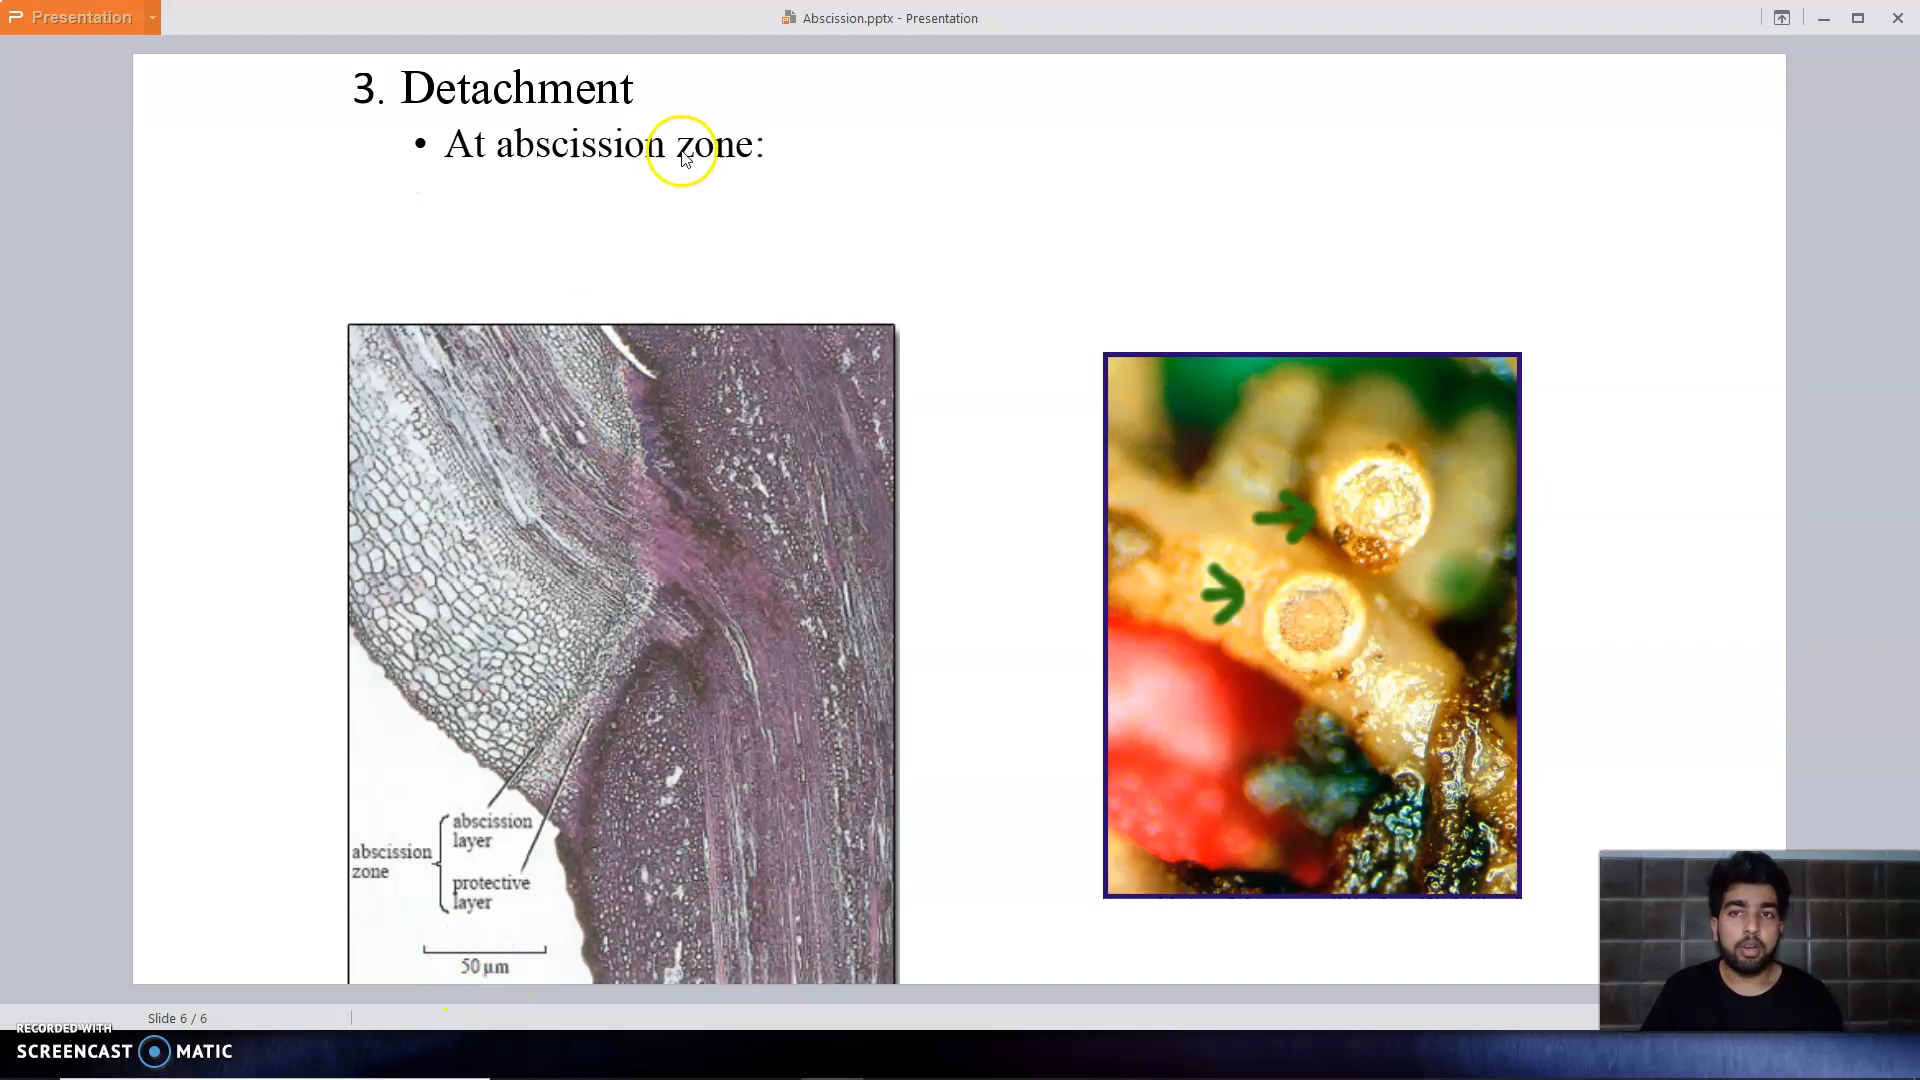 Presentation
Abscission.pptx - Presentation
3. Detachment
• At abscission zone:
abscission
layer
abscission
zone
protective
layer
50 µm
Slide 6 / 6
RECORDED WITH
SCREENCAST MATIC